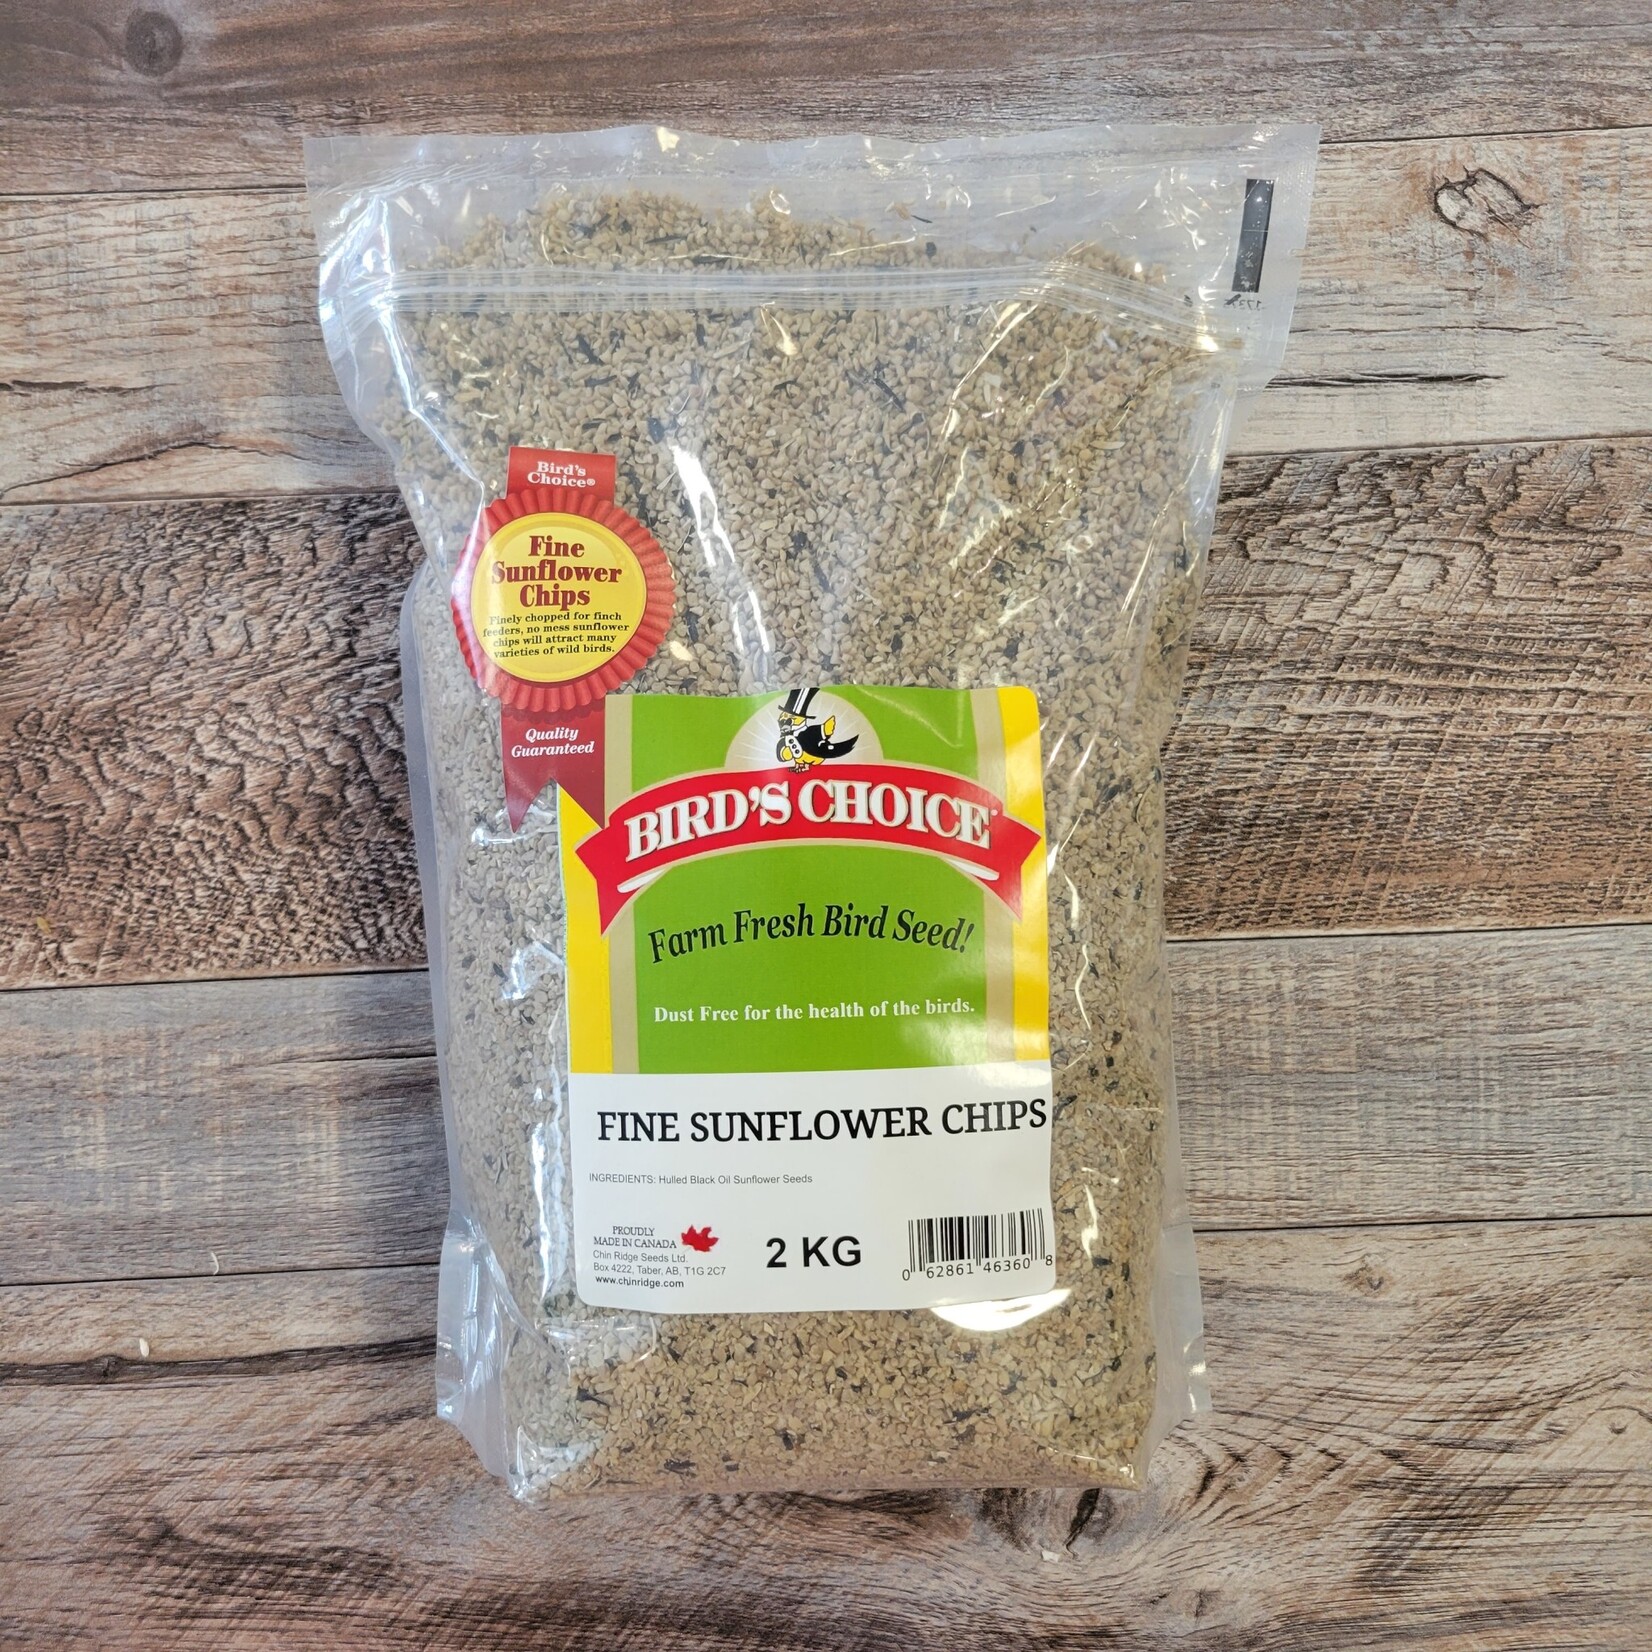 Bird's
Choice®
Fine
Sunflower
Chips
Finely chopped for finch
feeders, no mess sunflower
chips will attract many
varieties of wild birds.
Quality
Guaranteed
BIRD'S CHOICE
Farm Fresh Bird Seed!
Dust Free for the health of the birds.
FINE SUNFLOWER CHIPS
INGREDIENTS: Hulled Black Oil Sunflower Seeds
PROUDLY
MADE IN CANADA
Chin Ridge Seeds Ltd.
Box 4222, Taber, AB, T1G 2C7
www.chinridge.com
2 KG
0 62861 46360 8